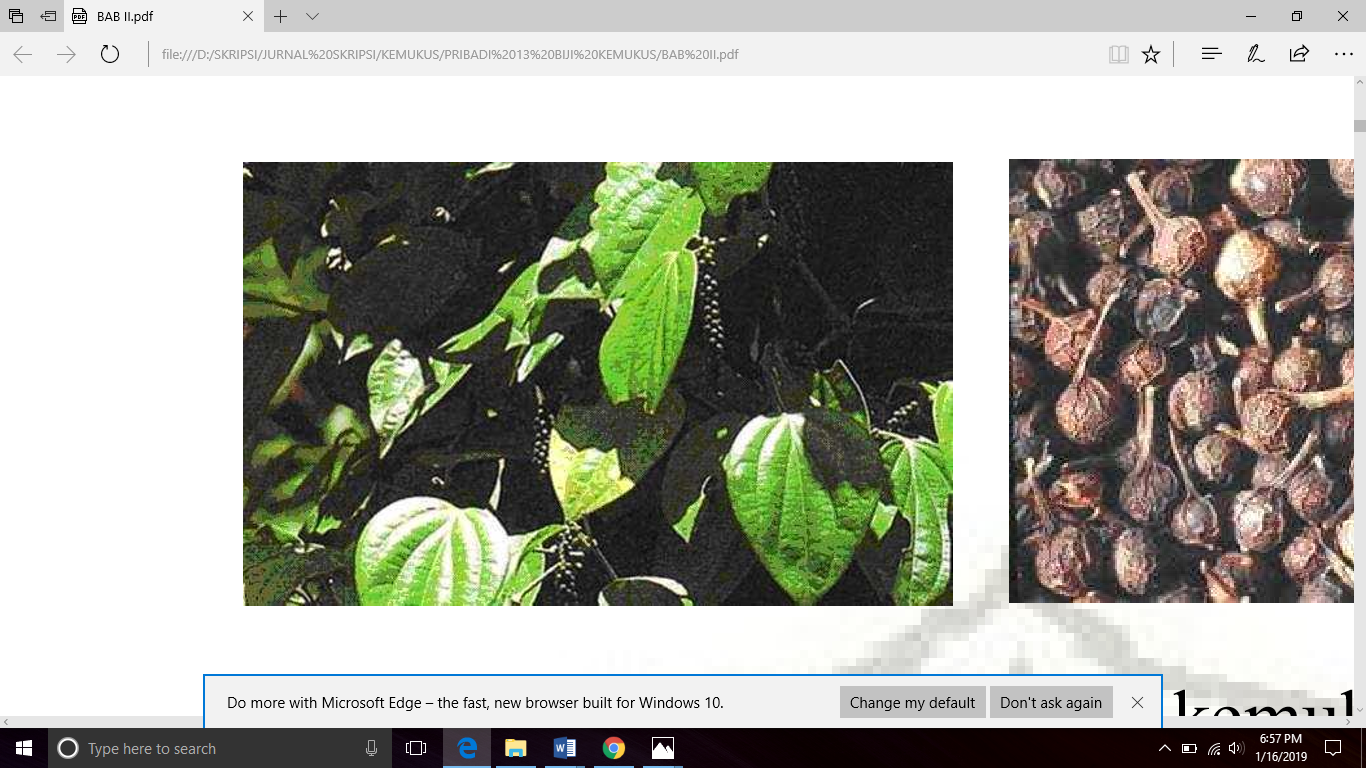 BAB II.pdf
file:///D:/SKRIPSI/JURNAL%20SKRIPSI/KEMUKUS/PRIBADI%2013%20BIJI%20KEMUKUS/BAB%20II.pdf
Do more with Microsoft Edge – the fast, new browser built for Windows 10.
Change my default
Don't ask again
kemul
Type here to search
6:57 PM
1/16/2019